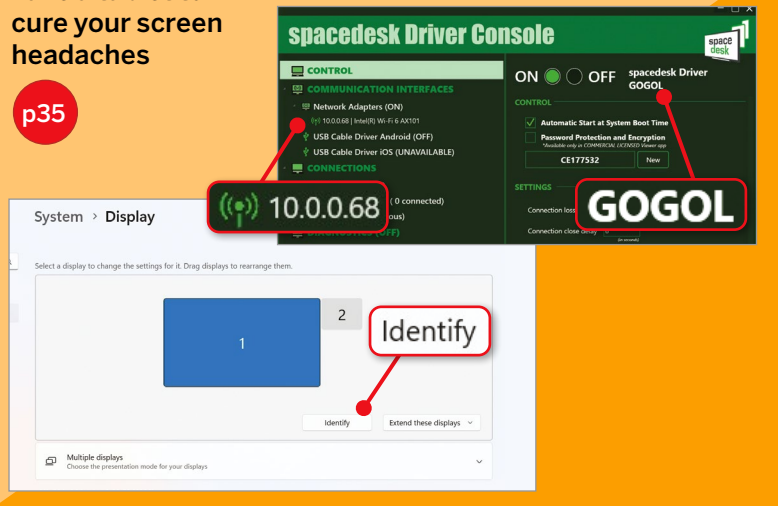 cure your screen
headaches
p35
spacedesk Driver Console
space
desk
CONTROL
COMMUNICATION INTERFACES
Network Adapters (ON)
10.0.0.68 | Intel(R) Wi-Fi 6 AX101
USB Cable Driver Android (OFF)
USB Cable Driver iOS (UNAVAILABLE)
CONNECTIONS
( 0 connected)
ON OFF spacedesk Driver
GOGOL
CONTROL
Automatic Start at System Boot Time
Password Protection and Encryption
*Available only in COMMERCIAL LICENSED Viewer app
CE177532 New
SETTINGS
Connection loss
Connection close delay
(in seconds)
10.0.0.68
GOGOL
System > Display
Select a display to change the settings for it. Drag displays to rearrange them.
1
2
Identify
Identify Extend these displays
Multiple displays
Choose the presentation mode for your displays